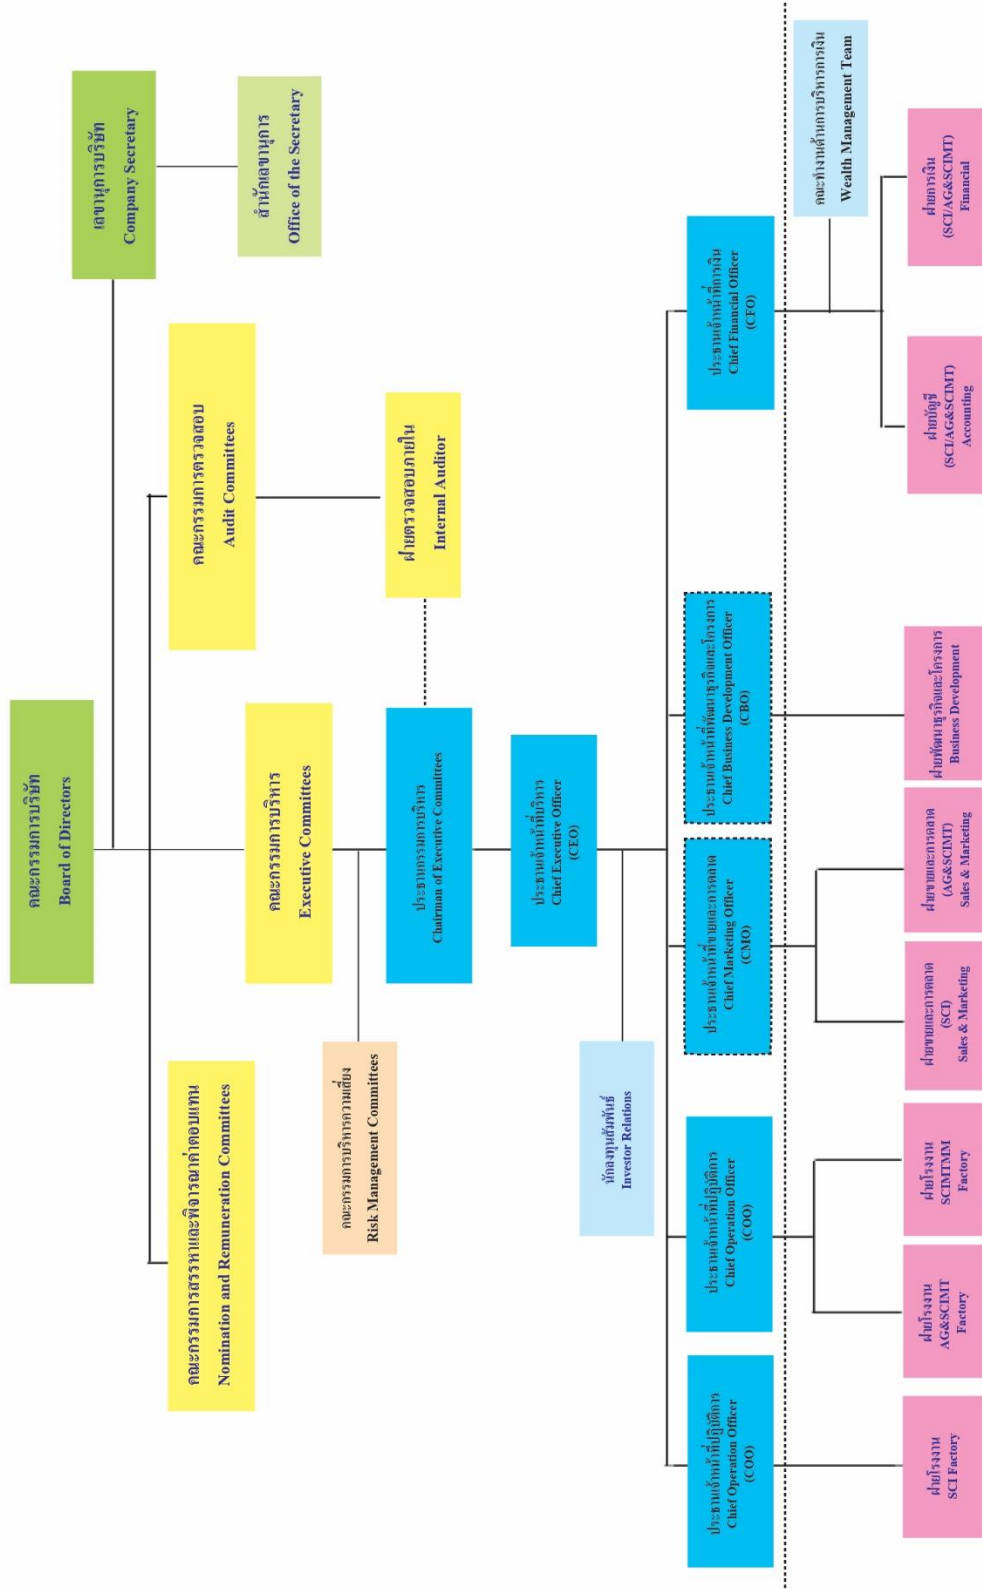 คณะกรรมการบริษัท
Board of Directors
เลขานุการบริษัท
Company Secretary
สำนักเลขานุการ
Office of the Secretary
คณะกรรมการสรรหาและพิจารณาค่าตอบแทน
Nomination and Remuneration Committees
คณะกรรมการบริหาร
Executive Committees
คณะกรรมการตรวจสอบ
Audit Committees
คณะกรรมการบริหารความเสี่ยง
Risk Management Committees
ประธานกรรมการบริหาร
Chairman of Executive Committees
ฝ่ายตรวจสอบภายใน
Internal Auditor
ประธานเจ้าหน้าที่บริหาร
Chief Executive Officer
(CEO)
นักลงทุนสัมพันธ์
Investor Relations
ประธานเจ้าหน้าที่ปฏิบัติการ
Chief Operation Officer
(COO)
ประธานเจ้าหน้าที่ปฏิบัติการ
Chief Operation Officer
(COO)
ประธานเจ้าหน้าที่ขายและการตลาด
Chief Marketing Officer
(CMO)
ประธานเจ้าหน้าที่พัฒนาธุรกิจและโครงการ
Chief Business Development Officer
(CBO)
ประธานเจ้าหน้าที่การเงิน
Chief Financial Officer
(CFO)
คณะทำงานด้านการบริหารการเงิน
Wealth Management Team
ฝ่ายโรงงาน
SCI Factory
ฝ่ายโรงงาน
AG&SCIMT
Factory
ฝ่ายโรงงาน
SCIMTMM
Factory
ฝ่ายขายและการตลาด
(SCI)
Sales & Marketing
ฝ่ายขายและการตลาด
(AG&SCIMT)
Sales & Marketing
ฝ่ายพัฒนาธุรกิจและโครงการ
Business Development
ฝ่ายบัญชี
(SCI/AG&SCIMT)
Accounting
ฝ่ายการเงิน
(SCI/AG&SCIMT)
Financial